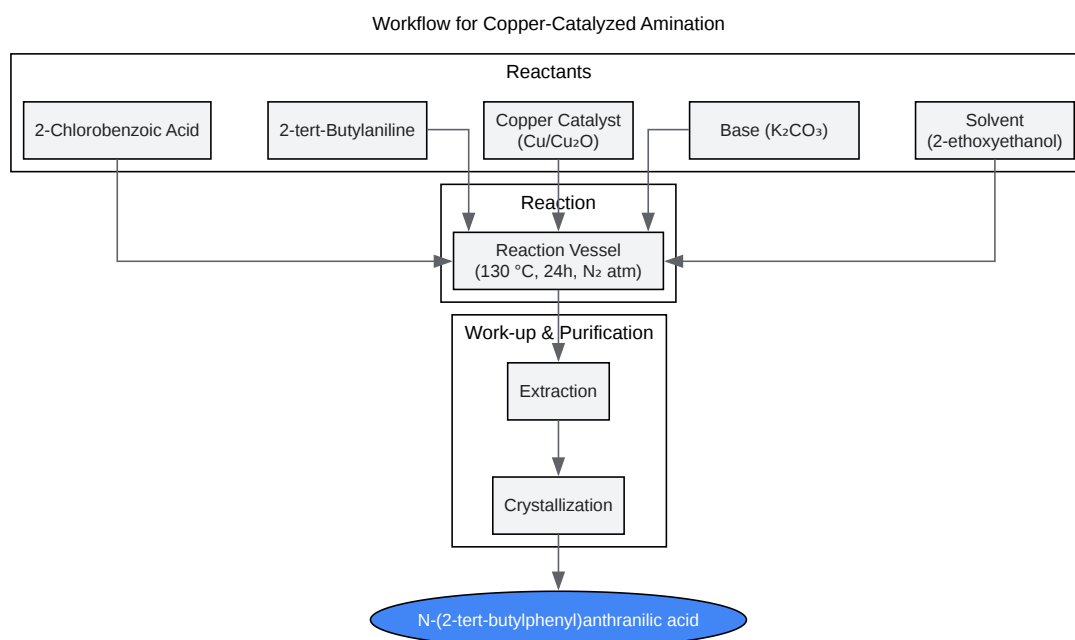 Workflow for Copper-Catalyzed Amination
Reactants
2-Chlorobenzoic Acid
2-tert-Butylaniline
Copper Catalyst
(Cu/Cu₂O)
Base (K₂CO₃)
Solvent
(2-ethoxyethanol)
Reaction
Reaction Vessel
(130 °C, 24h, N₂ atm)
Work-up & Purification
Extraction
Crystallization
N-(2-tert-butylphenyl)anthranilic acid